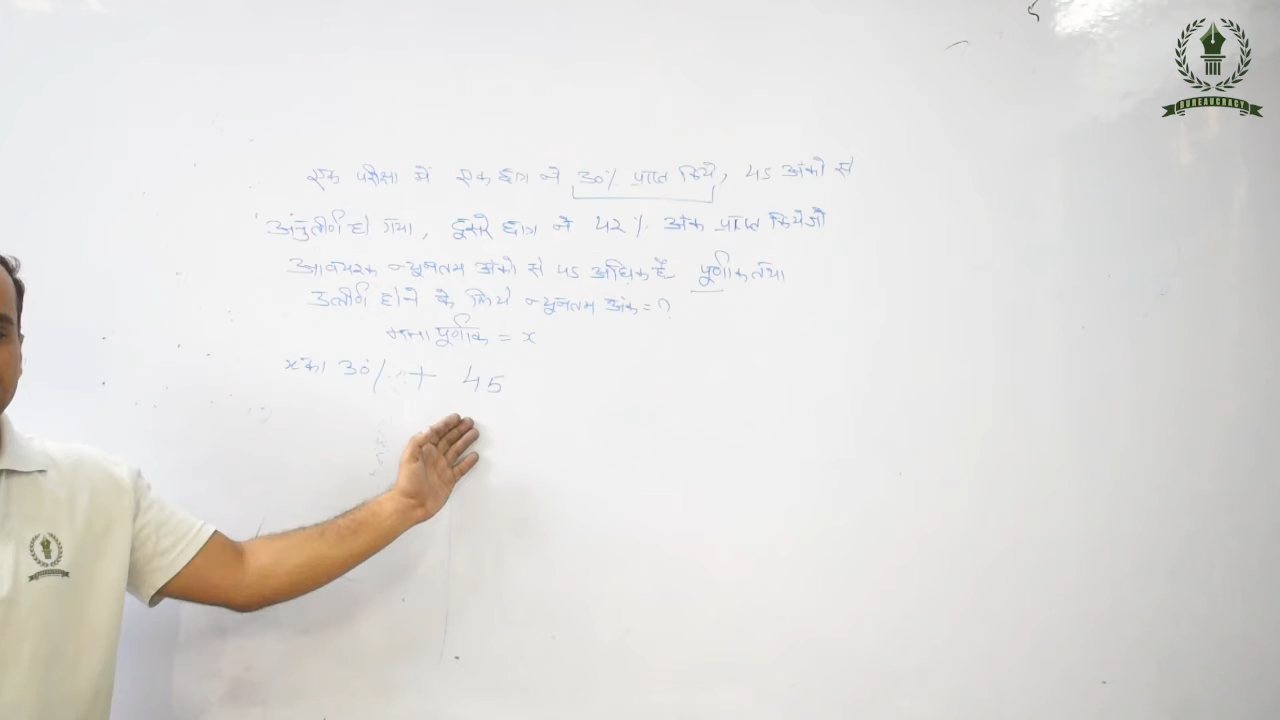 एक परीक्षा में एक छात्र ने 30% प्राप्त किये, 45 अंको से
अनुतीर्ण हो गया, दूसरे छात्र ने 42% अंक प्राप्त किये जो
आवश्यक न्यूनतम अंको से 45 अधिक है पूर्णांक तथा
उतीर्ण होने के लिये न्यूनतम अंक = ?
माना पूर्णांक = x
x का 30% + 45
BUREAUCRACY